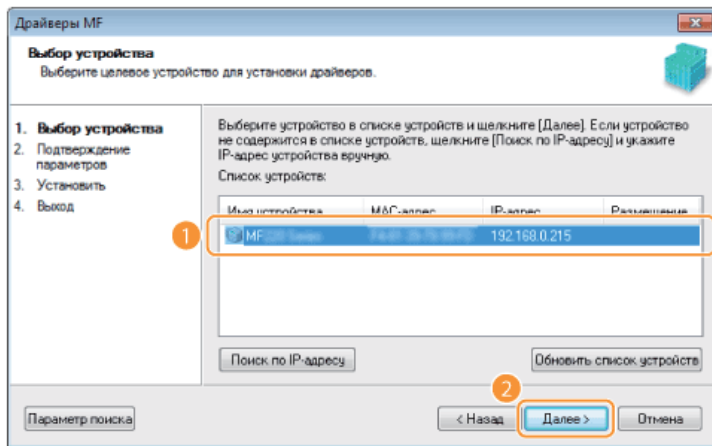 Драйверы MF
Выбор устройства
Выберите целевое устройство для установки драйверов.
1. Выбор устройства
2. Подтверждение
параметров
3. Установить
4. Выход
Выберите устройство в списке устройств и щелкните [Далее]. Если устройство
не содержится в списке устройств, щелкните [Поиск по IP-адресу] и укажите
IP-адрес устройства вручную.
Список устройств:
Имя устройства MAC-адрес IP-адрес Размещение
1
MF 192.168.0.215
Поиск по IP-адресу Обновить список устройств
2
Параметр поиска < Назад Далее > Отмена